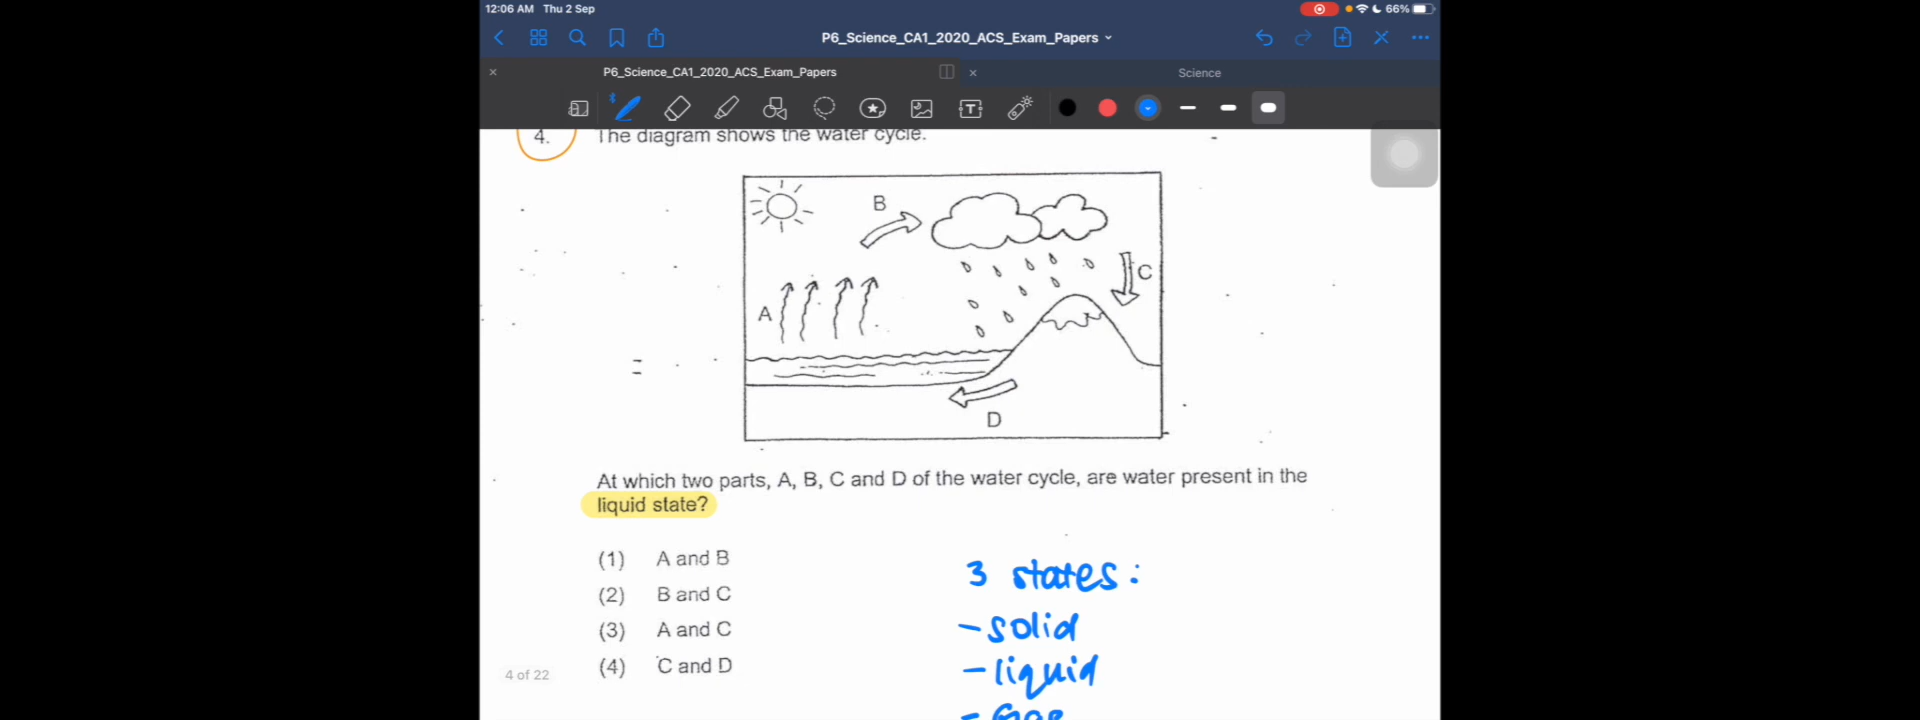 12:06 AM Thu 2 Sep
66%
P6_Science_CA1_2020_ACS_Exam_Papers
P6_Science_CA1_2020_ACS_Exam_Papers
Science
4. The diagram shows the water cycle.
B
C
A
D
At which two parts, A, B, C and D of the water cycle, are water present in the
liquid state?
(1) A and B
(2) B and C
(3) A and C
(4) C and D
3 states:
- solid
- liquid
- Gas
4 of 22